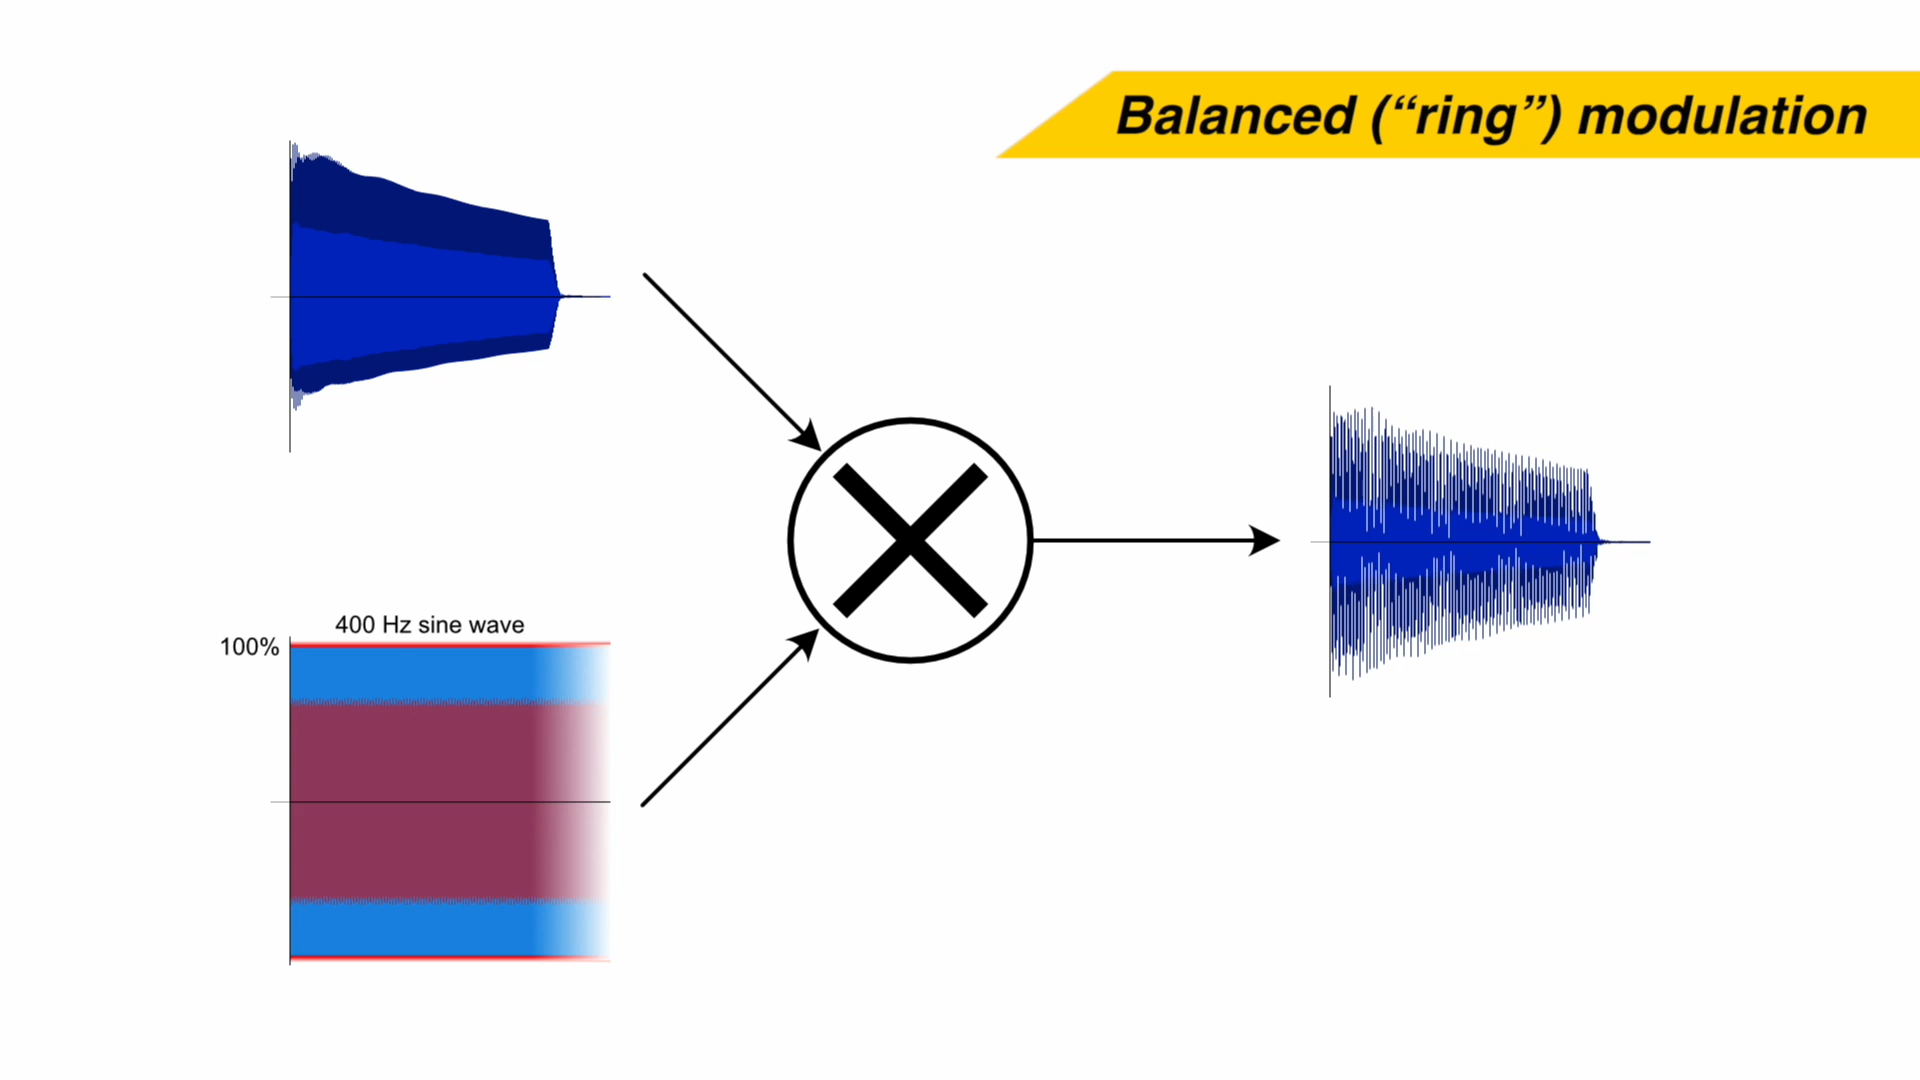 Balanced (“ring”) modulation
400 Hz sine wave
100%